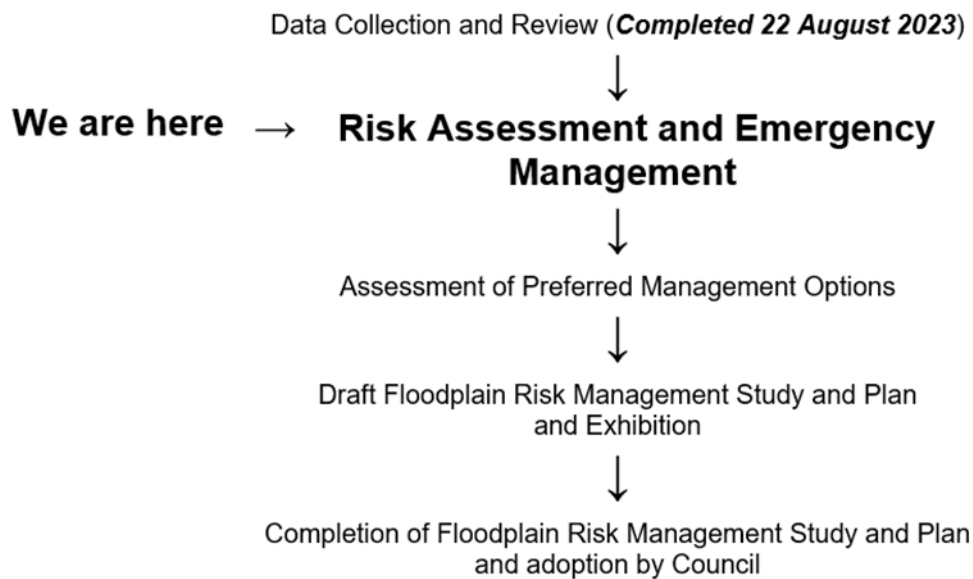 Data Collection and Review (Completed 22 August 2023)
↓
We are here → Risk Assessment and Emergency
Management
↓
Assessment of Preferred Management Options
↓
Draft Floodplain Risk Management Study and Plan
and Exhibition
↓
Completion of Floodplain Risk Management Study and Plan
and adoption by Council